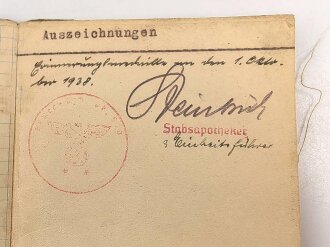 Auszeichnungen
Erinnerungsmedaille an den 1. Okto-
ber 1938.
Stabsapotheker
Einheitsführer